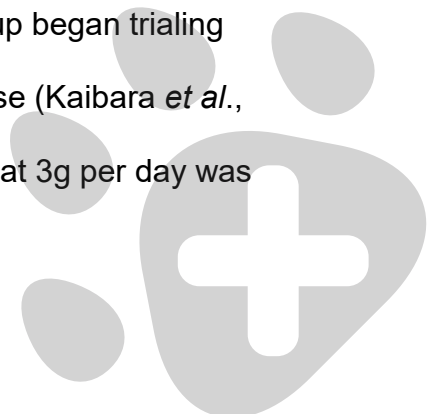 up began trialing
se (Kaibara et al.,
at 3g per day was